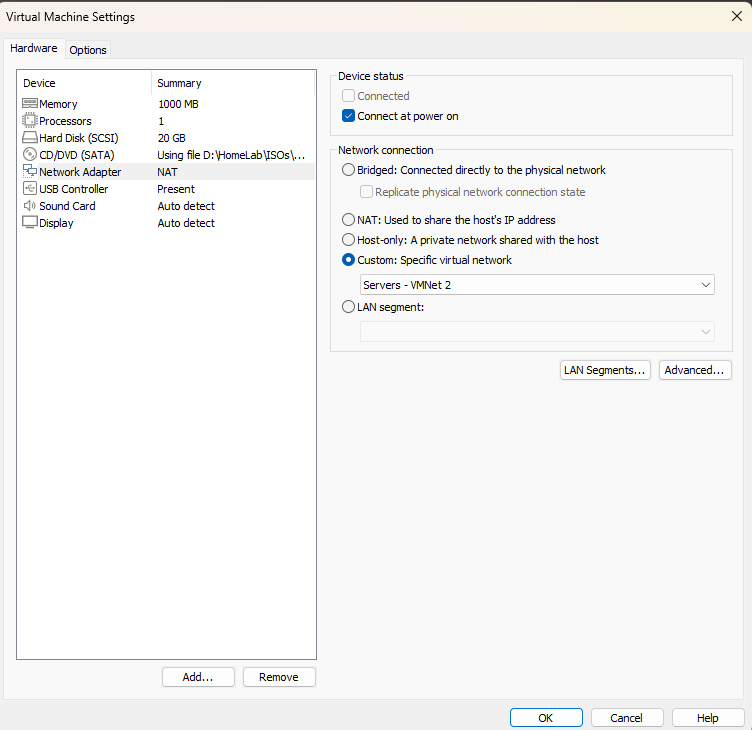 Virtual Machine Settings
Hardware
Options
Device Summary
Memory 1000 MB
Processors 1
Hard Disk (SCSI) 20 GB
CD/DVD (SATA) Using file D:\HomeLab\ISOs\...
Network Adapter NAT
USB Controller Present
Sound Card Auto detect
Display Auto detect
Add...
Remove
Device status
Connected
Connect at power on
Network connection
Bridged: Connected directly to the physical network
Replicate physical network connection state
NAT: Used to share the host's IP address
Host-only: A private network shared with the host
Custom: Specific virtual network
Servers - VMNet 2
LAN segment:
LAN Segments...
Advanced...
OK
Cancel
Help